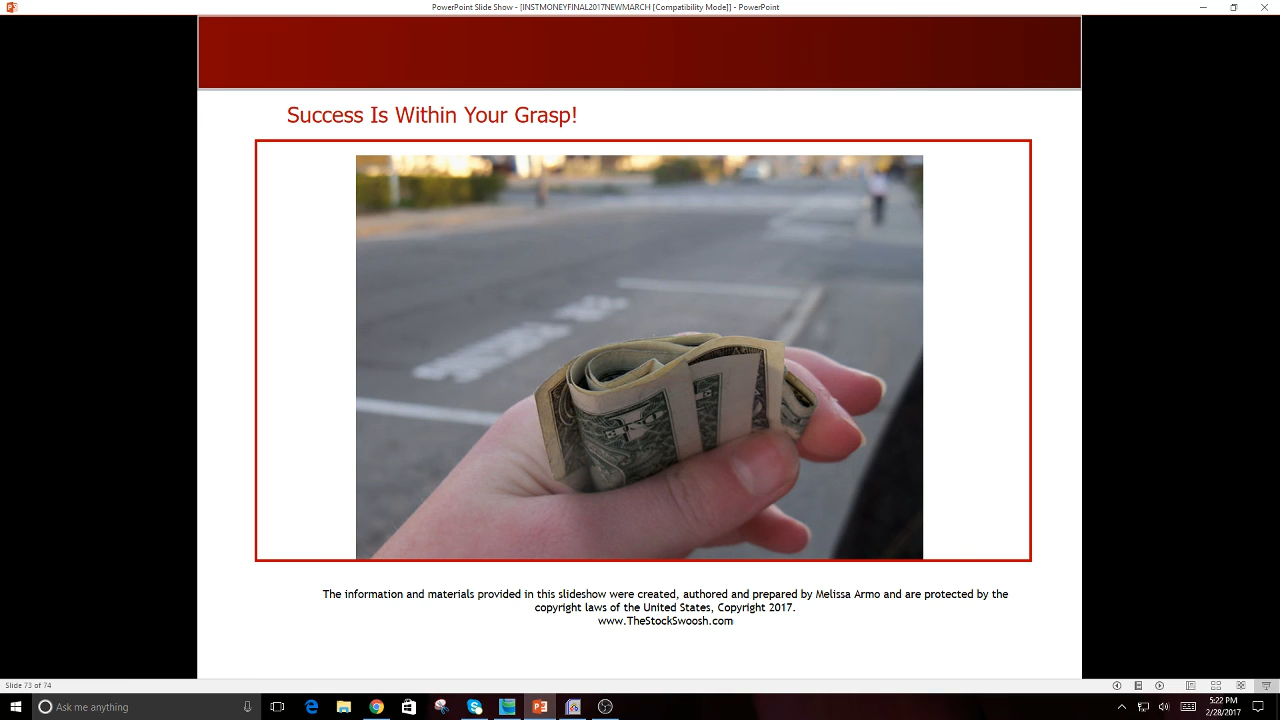 PowerPoint Slide Show - [INSTMONEYFINAL2017NEWMARCH [Compatibility Mode]] - PowerPoint
Success Is Within Your Grasp!
The information and materials provided in this slideshow were created, authored and prepared by Melissa Armo and are protected by the
copyright laws of the United States, Copyright 2017.
www.TheStockSwoosh.com
Slide 73 of 74
Ask me anything
5:22 PM
2/28/2017